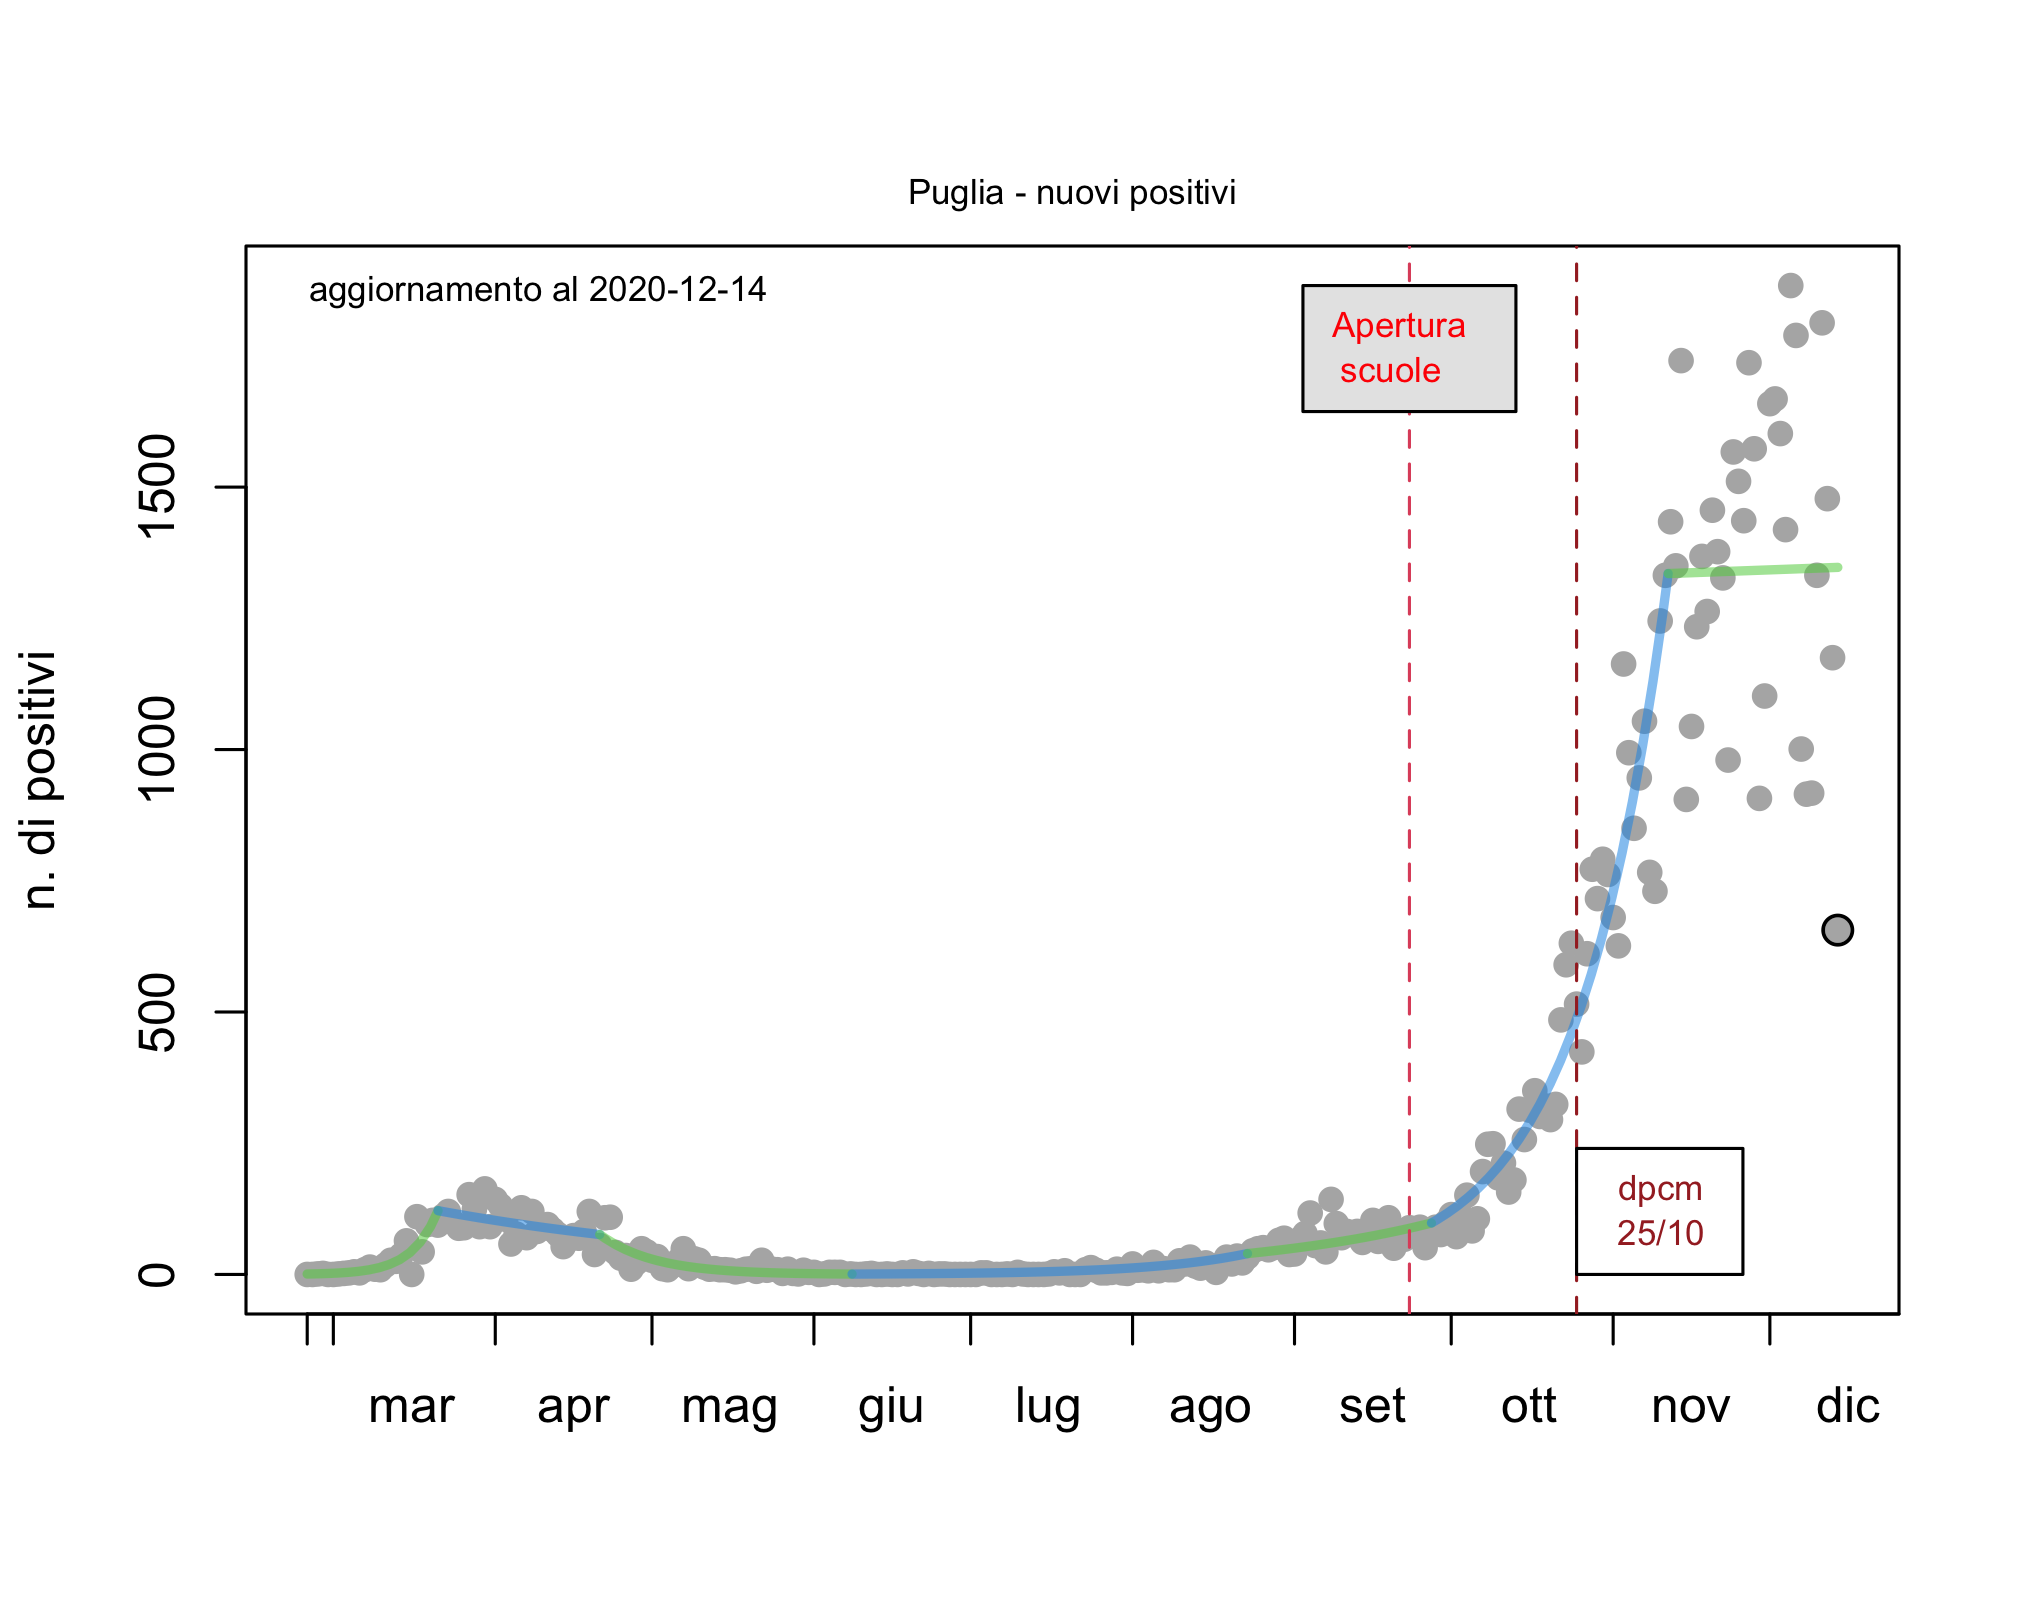 Puglia - nuovi positivi
aggiornamento al 2020-12-14
Apertura
scuole
n. di positivi
1500
1000
500
0
dpcm
25/10
mar apr mag giu lug ago set ott nov dic